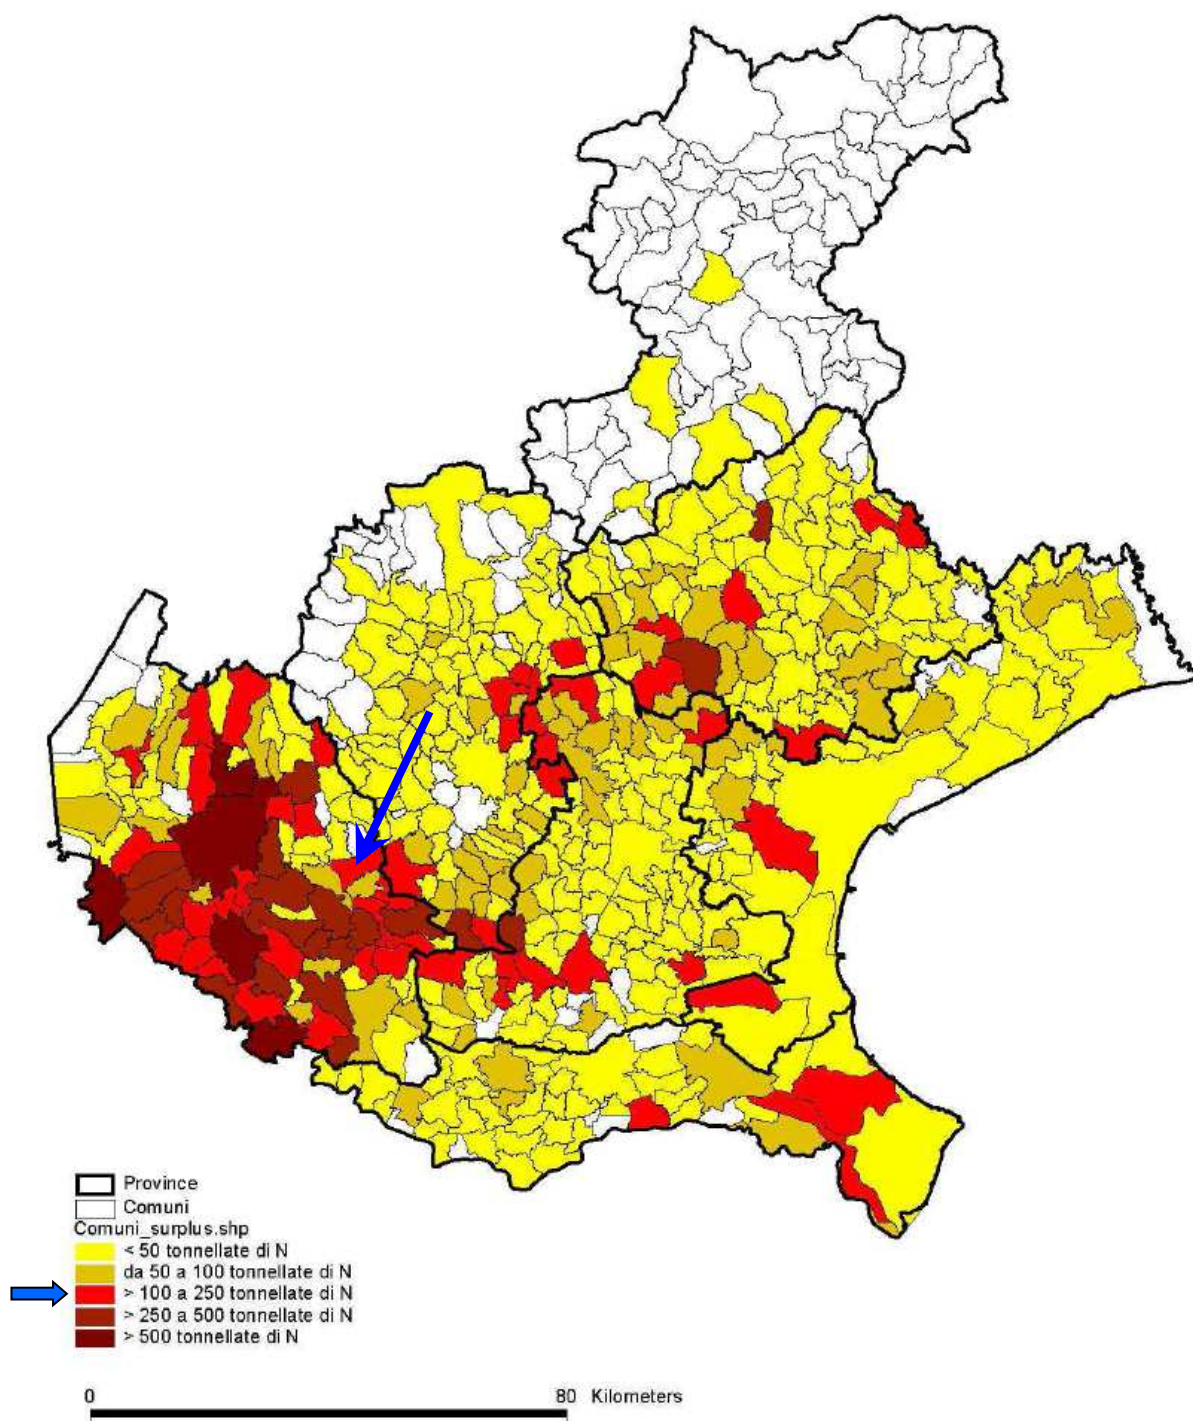 Province
Comuni
Comuni_surplus.shp
< 50 tonnellate di N
da 50 a 100 tonnellate di N
> 100 a 250 tonnellate di N
> 250 a 500 tonnellate di N
> 500 tonnellate di N
0 80 Kilometers